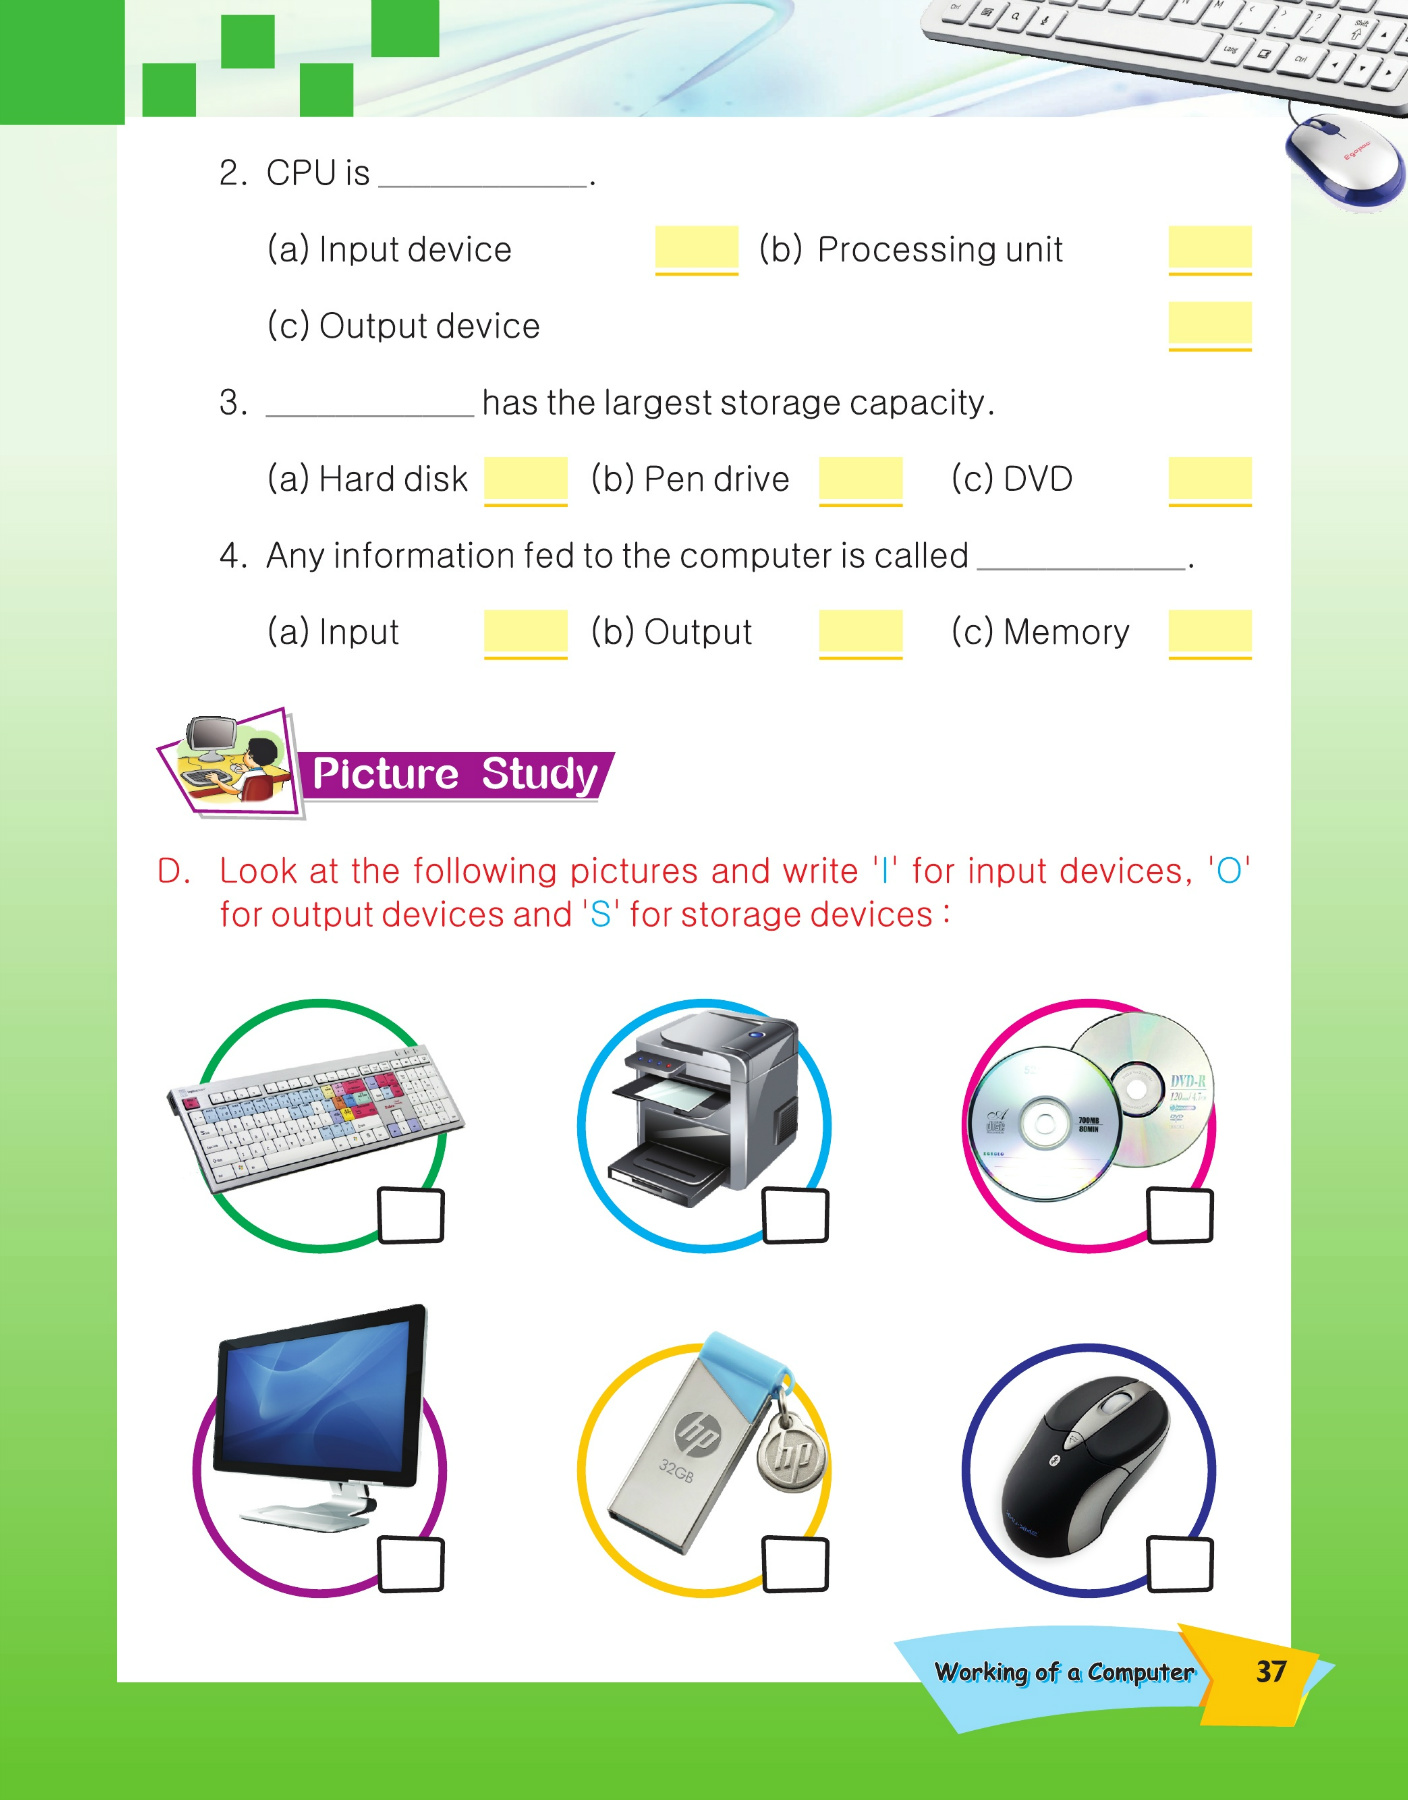 2. CPU is ____________.
(a) Input device (b) Processing unit
(c) Output device
3. ____________ has the largest storage capacity.
(a) Hard disk (b) Pen drive (c) DVD
4. Any information fed to the computer is called ____________.
(a) Input (b) Output (c) Memory
Picture Study
D. Look at the following pictures and write 'I' for input devices, 'O'
for output devices and 'S' for storage devices :
DVD-R
700MB
80MIN
hp
32GB
hp
Working of a Computer 37